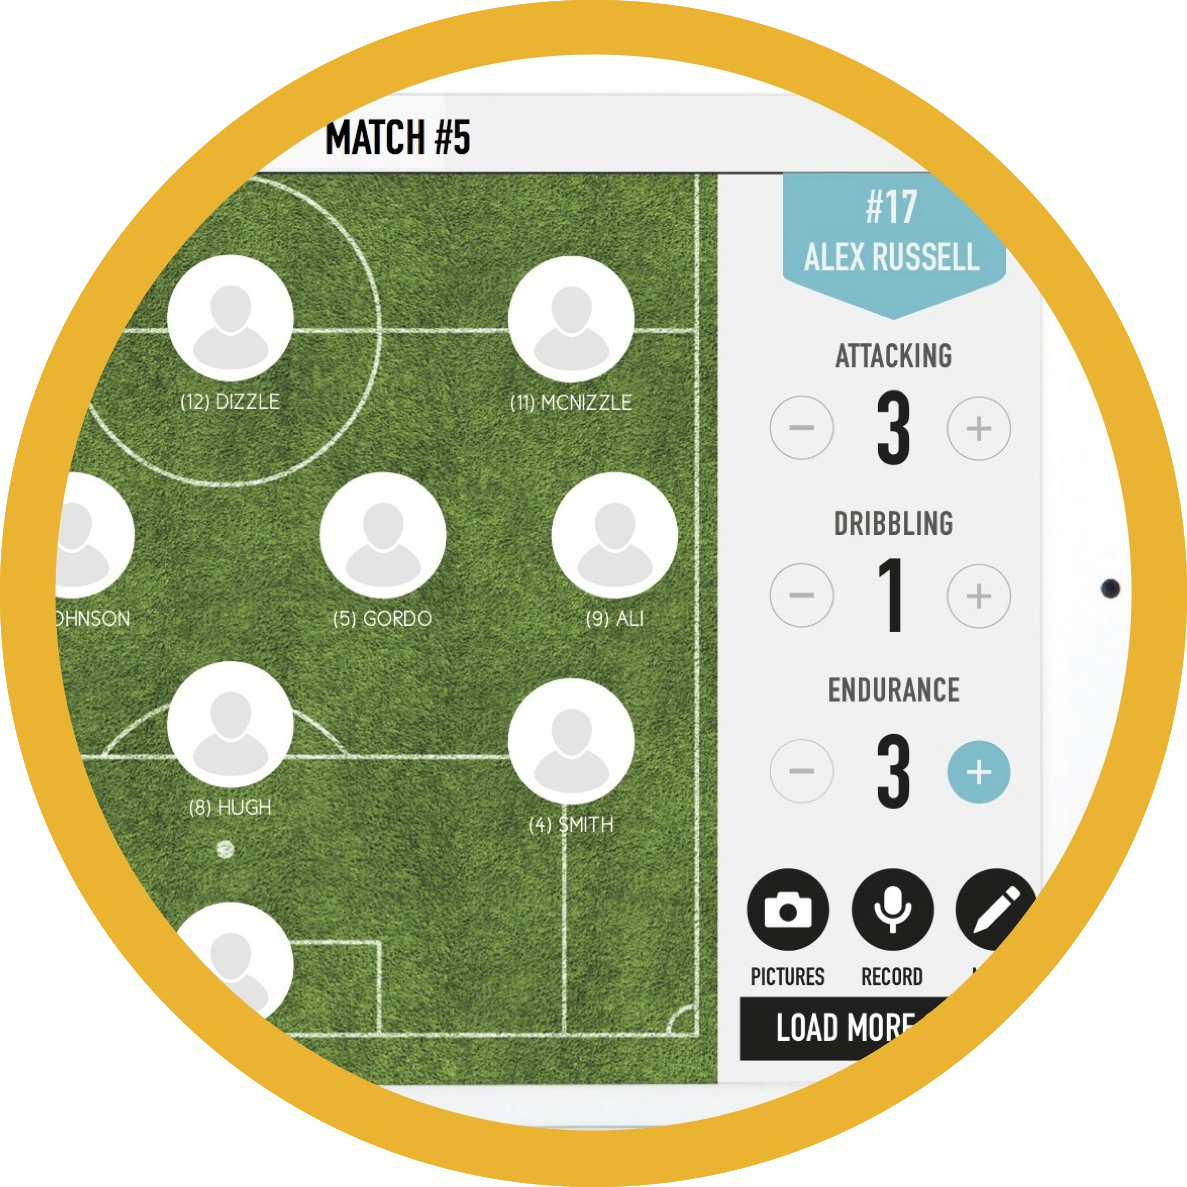 MATCH #5
#17
ALEX RUSSELL
(12) DIZZLE
(11) MCNIZZLE
ATTACKING
3
DRIBBLING
1
OHNSON
(5) GORDO
(9) ALI
ENDURANCE
3
(8) HUGH
(4) SMITH
PICTURES
RECORD
LOAD MORE